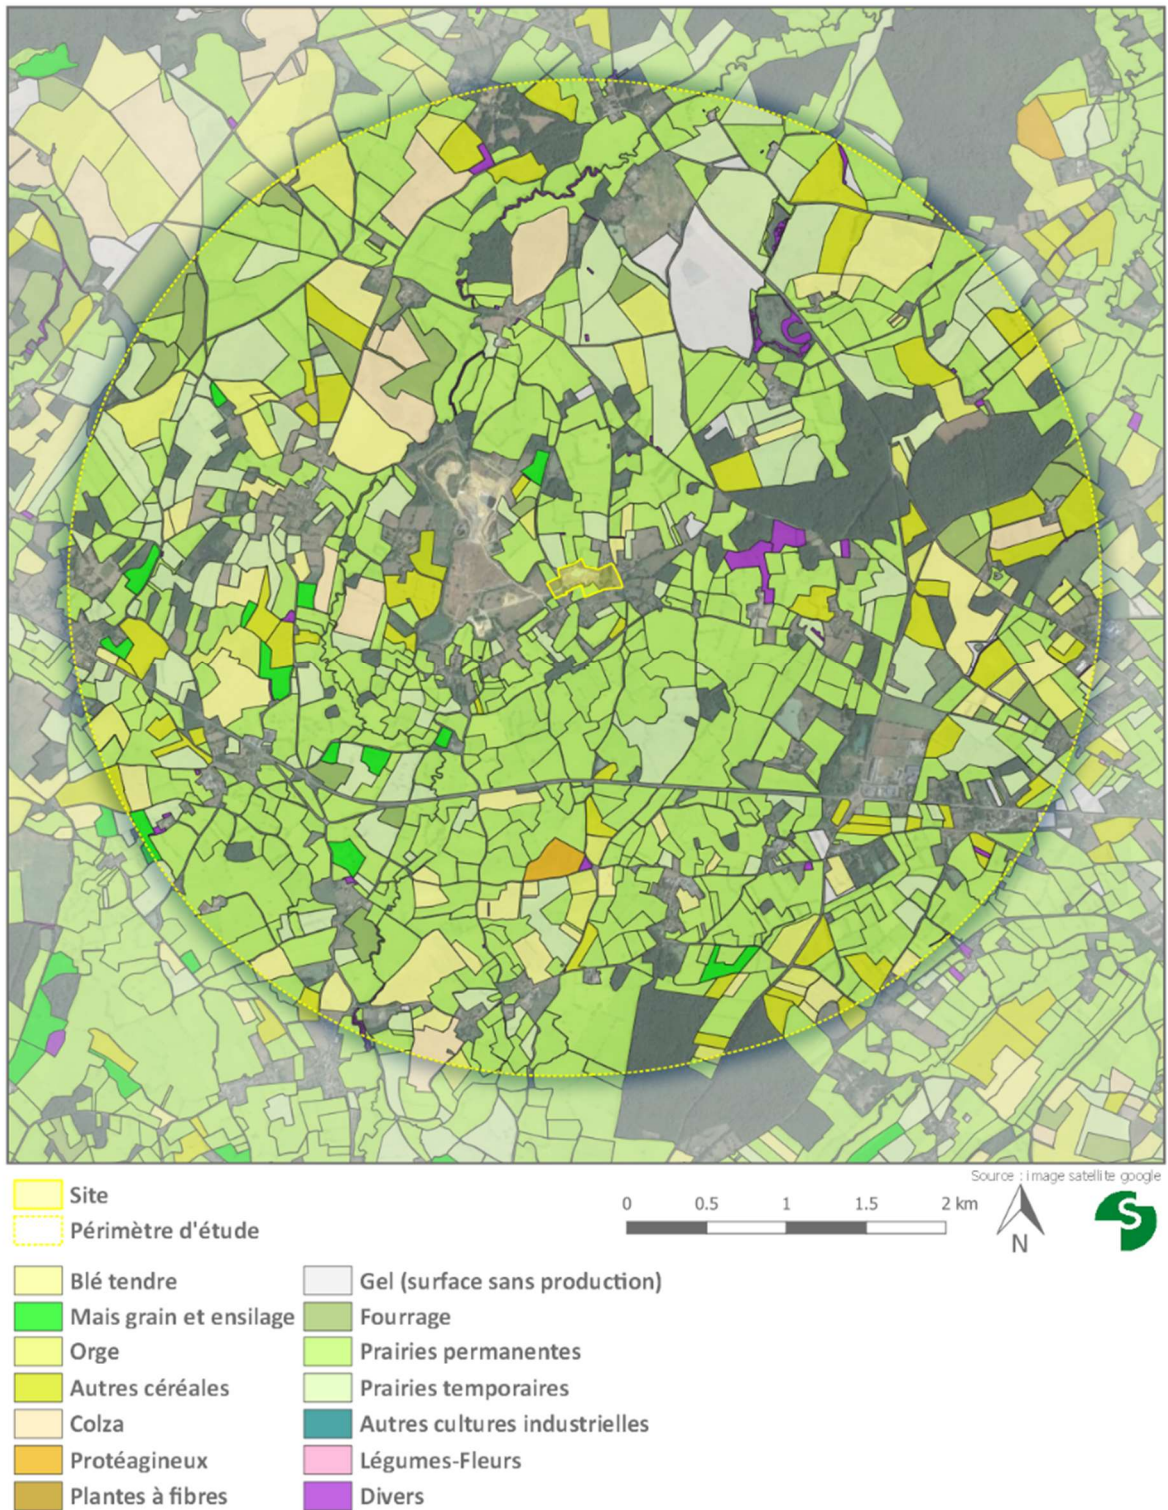 Source : image satellite google
Site
Périmètre d'étude
0 0.5 1 1.5 2 km
N
S
Blé tendre
Mais grain et ensilage
Orge
Autres céréales
Colza
Protéagineux
Plantes à fibres
Gel (surface sans production)
Fourrage
Prairies permanentes
Prairies temporaires
Autres cultures industrielles
Légumes-Fleurs
Divers